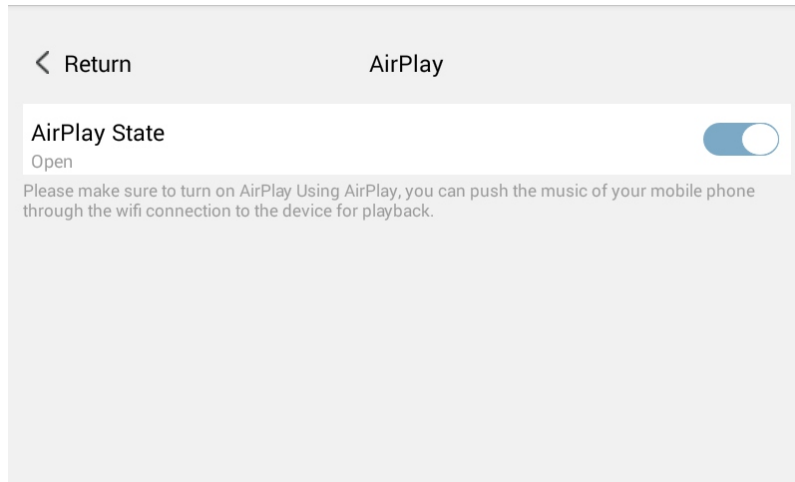 Return
AirPlay
AirPlay State
Open
Please make sure to turn on AirPlay Using AirPlay, you can push the music of your mobile phone
through the wifi connection to the device for playback.